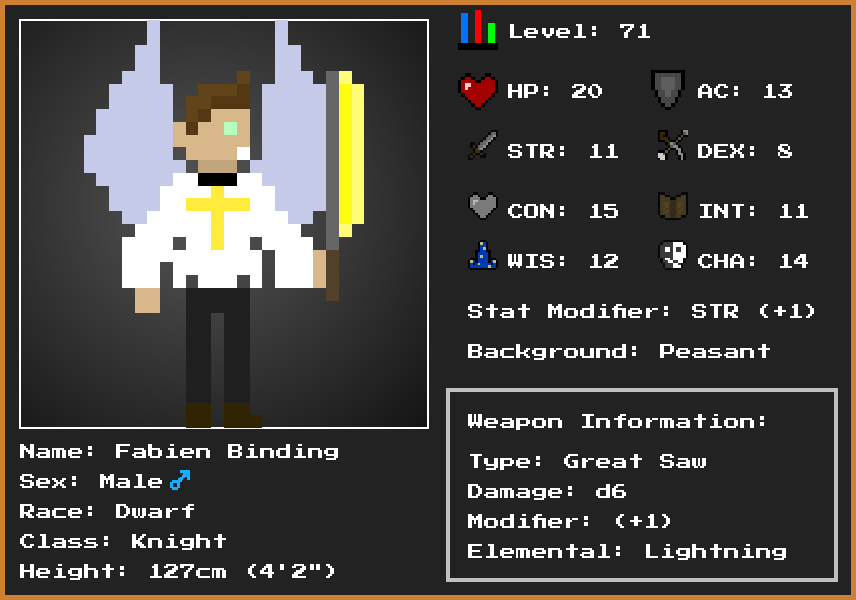 Level: 71
HP: 20
AC: 13
STR: 11
DEX: 8
CON: 15
INT: 11
WIS: 12
CHA: 14
Stat Modifier: STR (+1)
Background: Peasant
Weapon Information:
Type: Great Saw
Damage: d6
Modifier: (+1)
Elemental: Lightning
Name: Fabien Binding
Sex: Male♂
Race: Dwarf
Class: Knight
Height: 127cm (4'2")